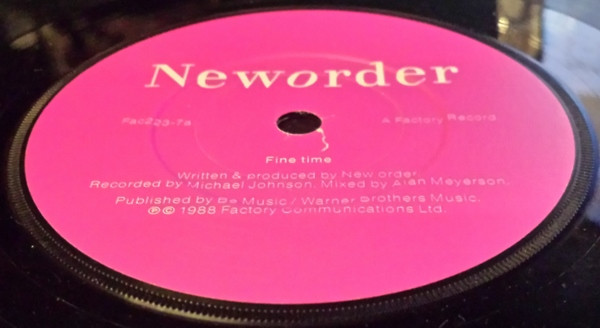 Neworder
Fac223-7a
A Factory Record
Fine time
Written & produced by New order.
Recorded by Michael Johnson. Mixed by Alan Meyerson.
Published by Be Music / Warner Brothers Music.
℗© 1988 Factory Communications Ltd.